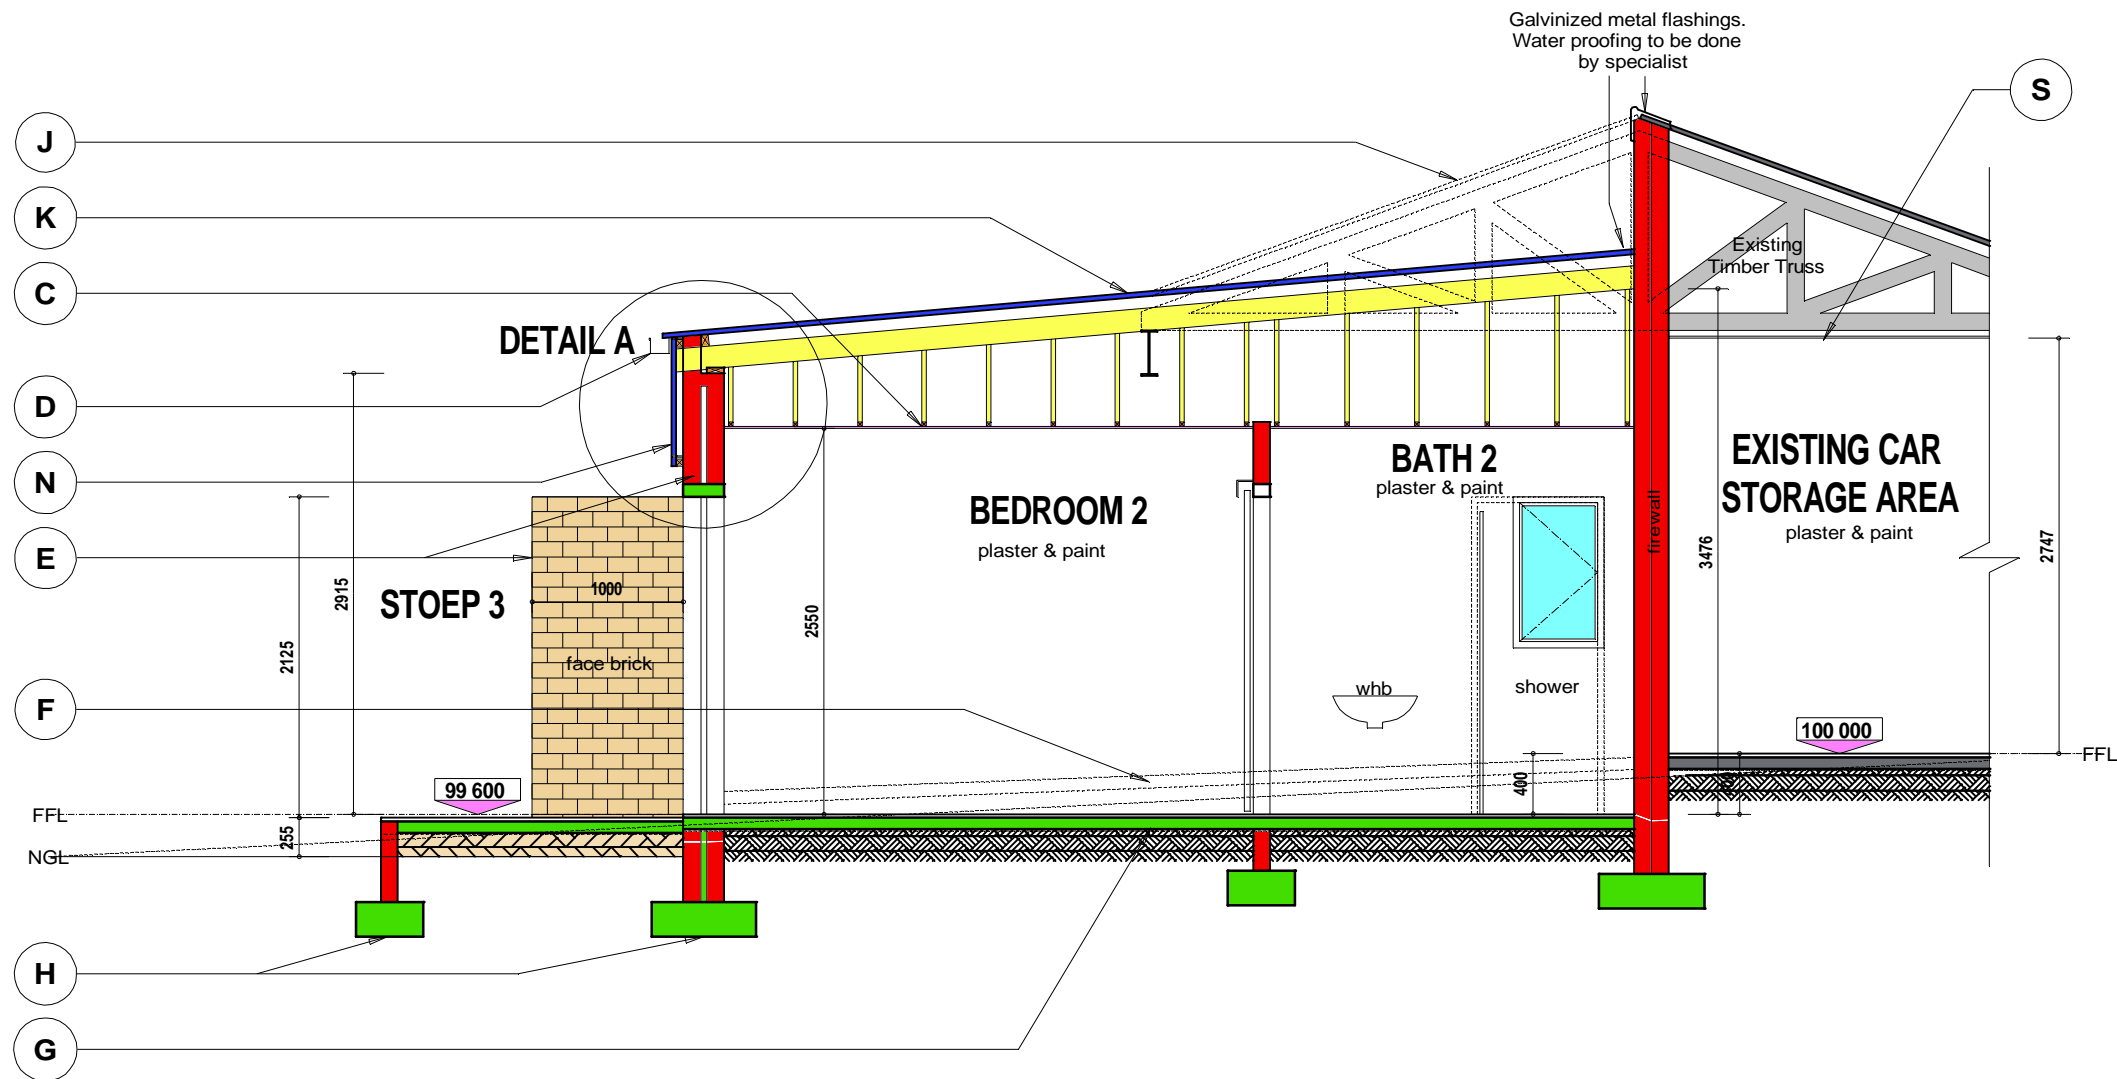 Galvinized metal flashings.
Water proofing to be done
by specialist
S
J
K
C
D
N
E
F
H
G
DETAIL A
Existing
Timber Truss
BEDROOM 2
plaster & paint
BATH 2
plaster & paint
EXISTING CAR
STORAGE AREA
plaster & paint
firewall
3476
2747
2915
2125
2550
1000
STOEP 3
face brick
whb
shower
99 600
100 000
FFL
FFL
NGL
255
400